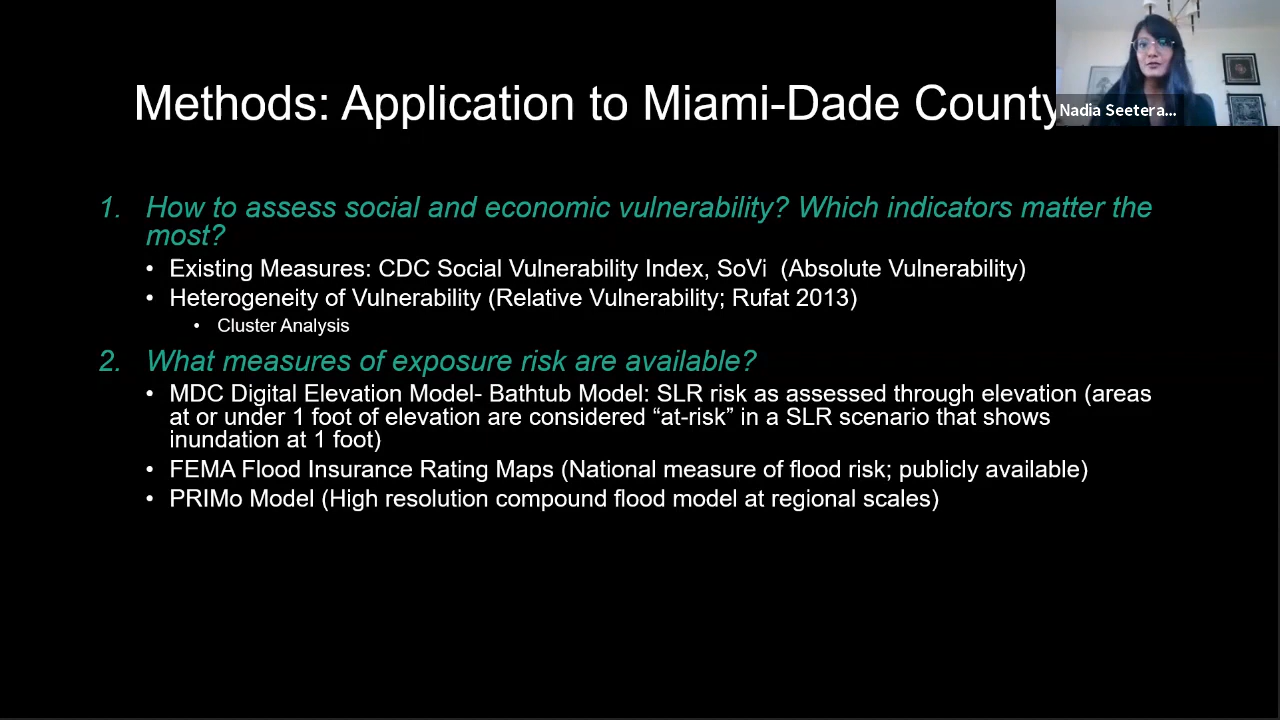 Methods: Application to Miami-Dade County
Nadia Seetera...
1. How to assess social and economic vulnerability? Which indicators matter the
most?
• Existing Measures: CDC Social Vulnerability Index, SoVi (Absolute Vulnerability)
• Heterogeneity of Vulnerability (Relative Vulnerability; Rufat 2013)
• Cluster Analysis
2. What measures of exposure risk are available?
• MDC Digital Elevation Model- Bathtub Model: SLR risk as assessed through elevation (areas
at or under 1 foot of elevation are considered “at-risk” in a SLR scenario that shows
inundation at 1 foot)
• FEMA Flood Insurance Rating Maps (National measure of flood risk; publicly available)
• PRIMo Model (High resolution compound flood model at regional scales)